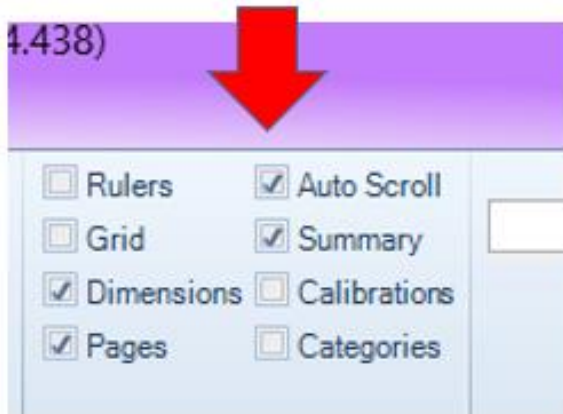 4.438)
Rulers Auto Scroll
Grid Summary
Dimensions Calibrations
Pages Categories